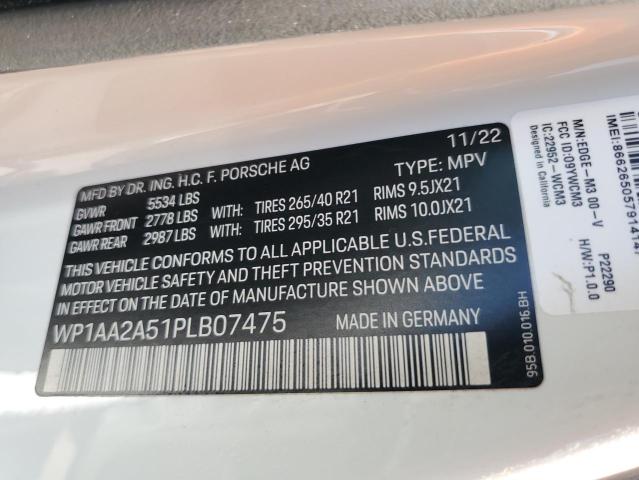 11/22
MFD BY DR. ING. H.C. F. PORSCHE AG
TYPE: MPV
GVWR 5534 LBS
GAWR FRONT 2778 LBS WITH: TIRES 265/40 R21 RIMS 9.5JX21
GAWR REAR 2987 LBS WITH: TIRES 295/35 R21 RIMS 10.0JX21
THIS VEHICLE CONFORMS TO ALL APPLICABLE U.S. FEDERAL
MOTOR VEHICLE SAFETY AND THEFT PREVENTION STANDARDS
IN EFFECT ON THE DATE OF MANUFACTURE SHOWN ABOVE
WP1AA2A51PLB07475 MADE IN GERMANY
95B.010.016.BH
M/N:EDGE-M3 00-V P22290
FCC ID:09YWCM3 H/W:P1.0.0
IC:22952-WCM3
Designed in California